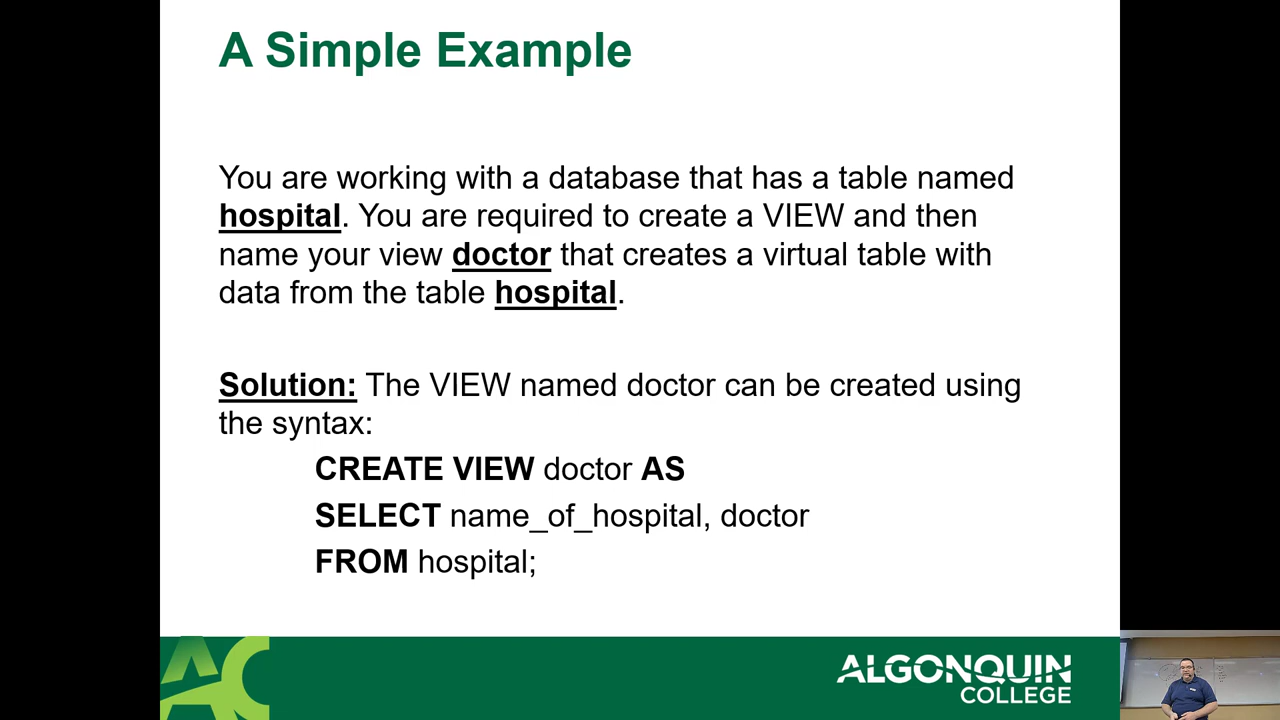 A Simple Example
You are working with a database that has a table named
hospital. You are required to create a VIEW and then
name your view doctor that creates a virtual table with
data from the table hospital.
Solution: The VIEW named doctor can be created using
the syntax:
CREATE VIEW doctor AS
SELECT name_of_hospital, doctor
FROM hospital;
AC
ALGONQUIN
COLLEGE